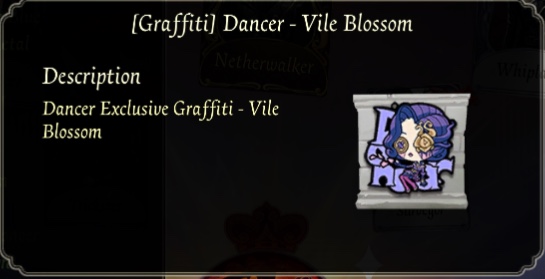 [Graffiti] Dancer - Vile Blossom
Netherwalker
Description
Dancer Exclusive Graffiti - Vile
Blossom